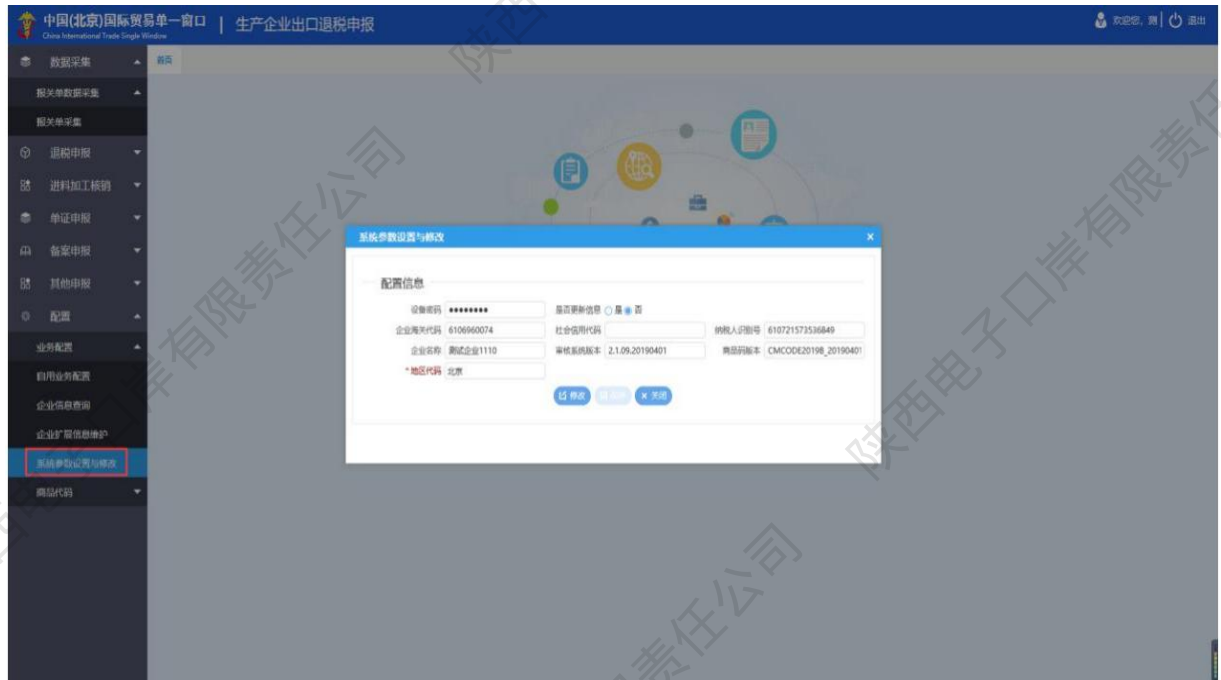 中国(北京)国际贸易单一窗口 | 生产企业出口退税申报
China International Trade Single Window
欢迎您, 测 | 退出
数据采集
首页
报关单数据采集
报关单采集
退税申报
进料加工核销
单证申报
备案申报
其他申报
配置
业务配置
启用业务配置
企业信息查询
企业扩展信息维护
系统参数设置与修改
商品代码
系统参数设置与修改 ×
配置信息
设备密码 ●●●●●●●● 是否更新信息 是 否
企业海关代码 6106960074 社会信用代码 纳税人识别号 610721573536849
企业名称 测试企业1110 审核系统版本 2.1.09.20190401 商品码版本 CMCODE20198_20190401
*地区代码 北京
修改 × 关闭
陕西电子口岸有限责任公司